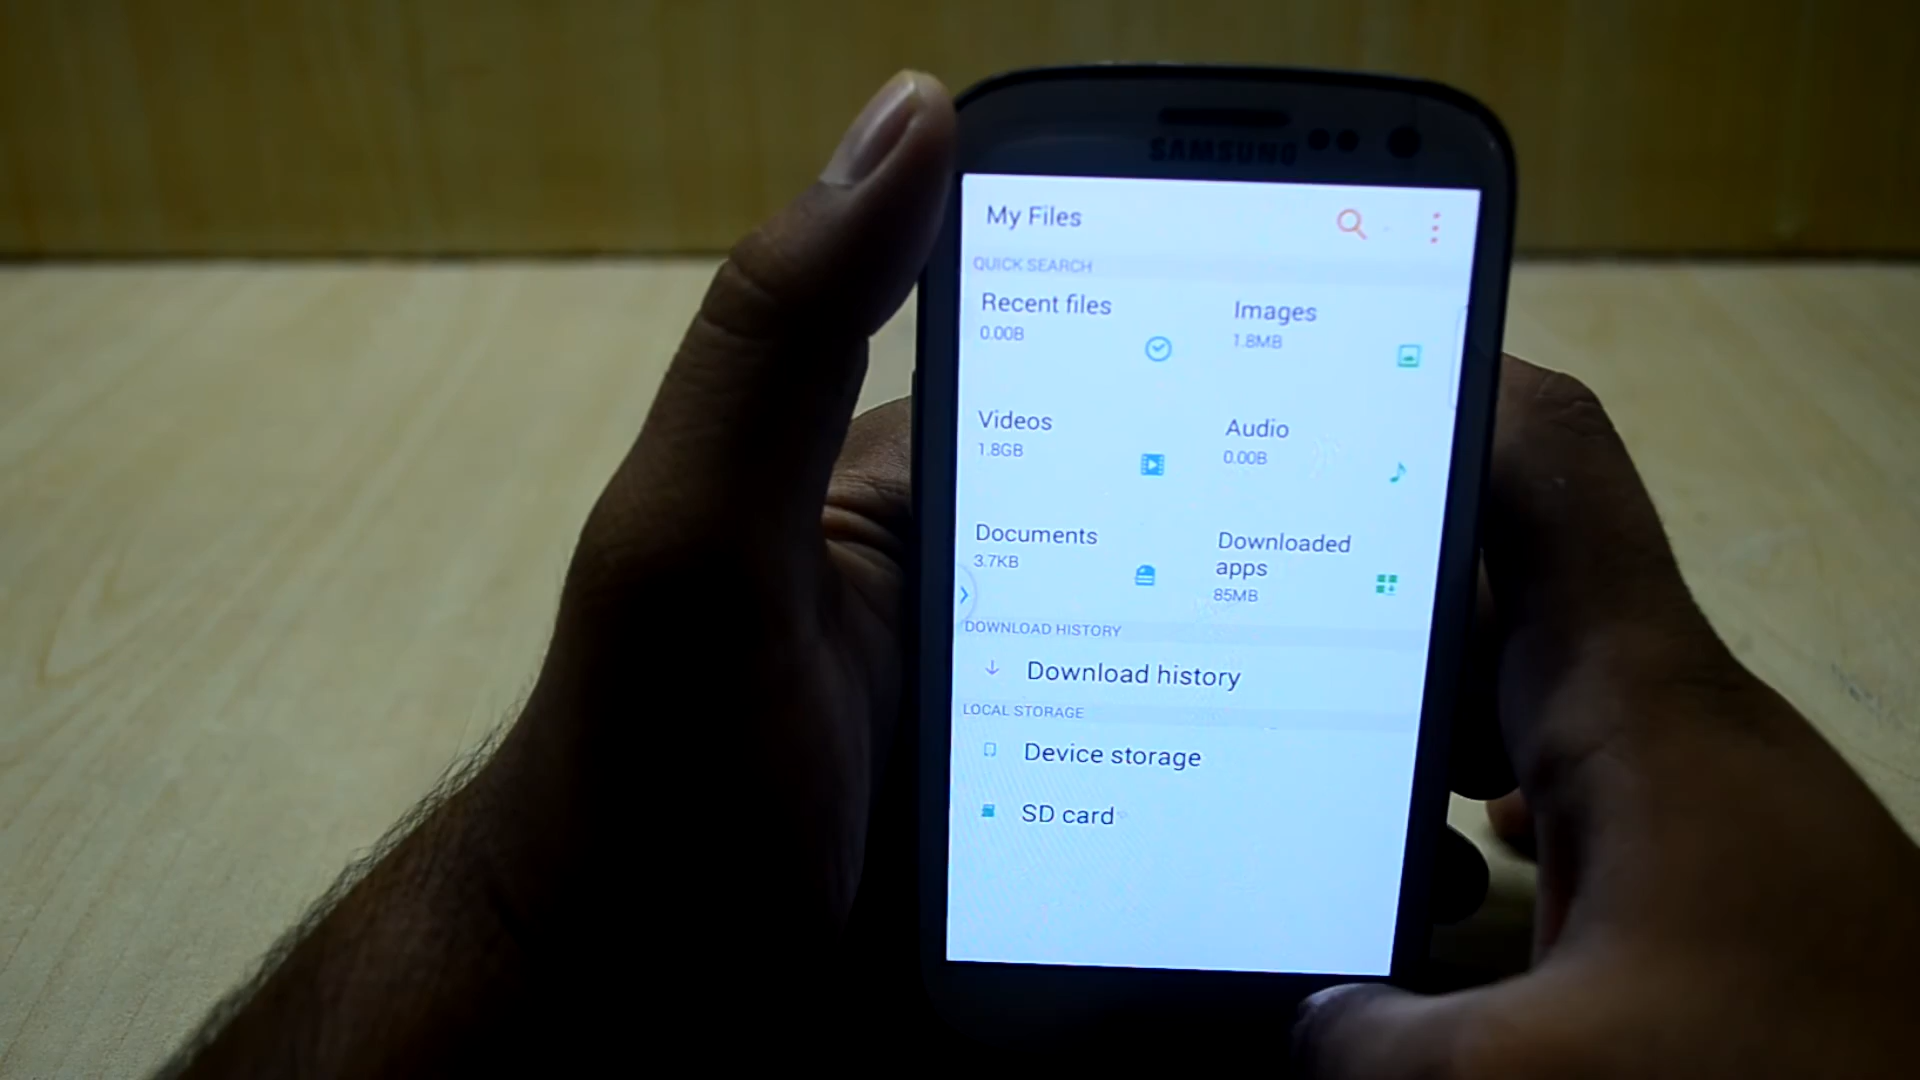 SAMSUNG
My Files
QUICK SEARCH
Recent files
0.00B
Images
1.8MB
Videos
1.8GB
Audio
0.00B
Documents
3.7KB
Downloaded
apps
85MB
DOWNLOAD HISTORY
Download history
LOCAL STORAGE
Device storage
SD card